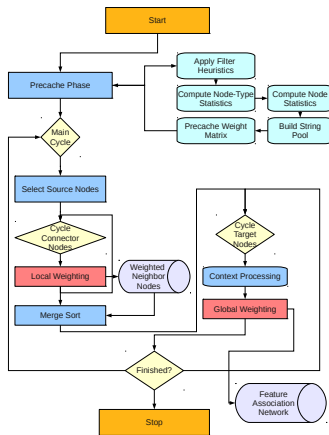 Start
Apply Filter
Heuristics
Precache Phase
Compute Node-Type
Statistics
Compute Node
Statistics
Precache Weight
Matrix
Build String
Pool
Main
Cycle
Select Source Nodes
Cycle
Connector
Nodes
Cycle
Target
Nodes
Local Weighting
Weighted
Neighbor
Nodes
Context Processing
Merge Sort
Global Weighting
Finished?
Feature
Association
Network
Stop